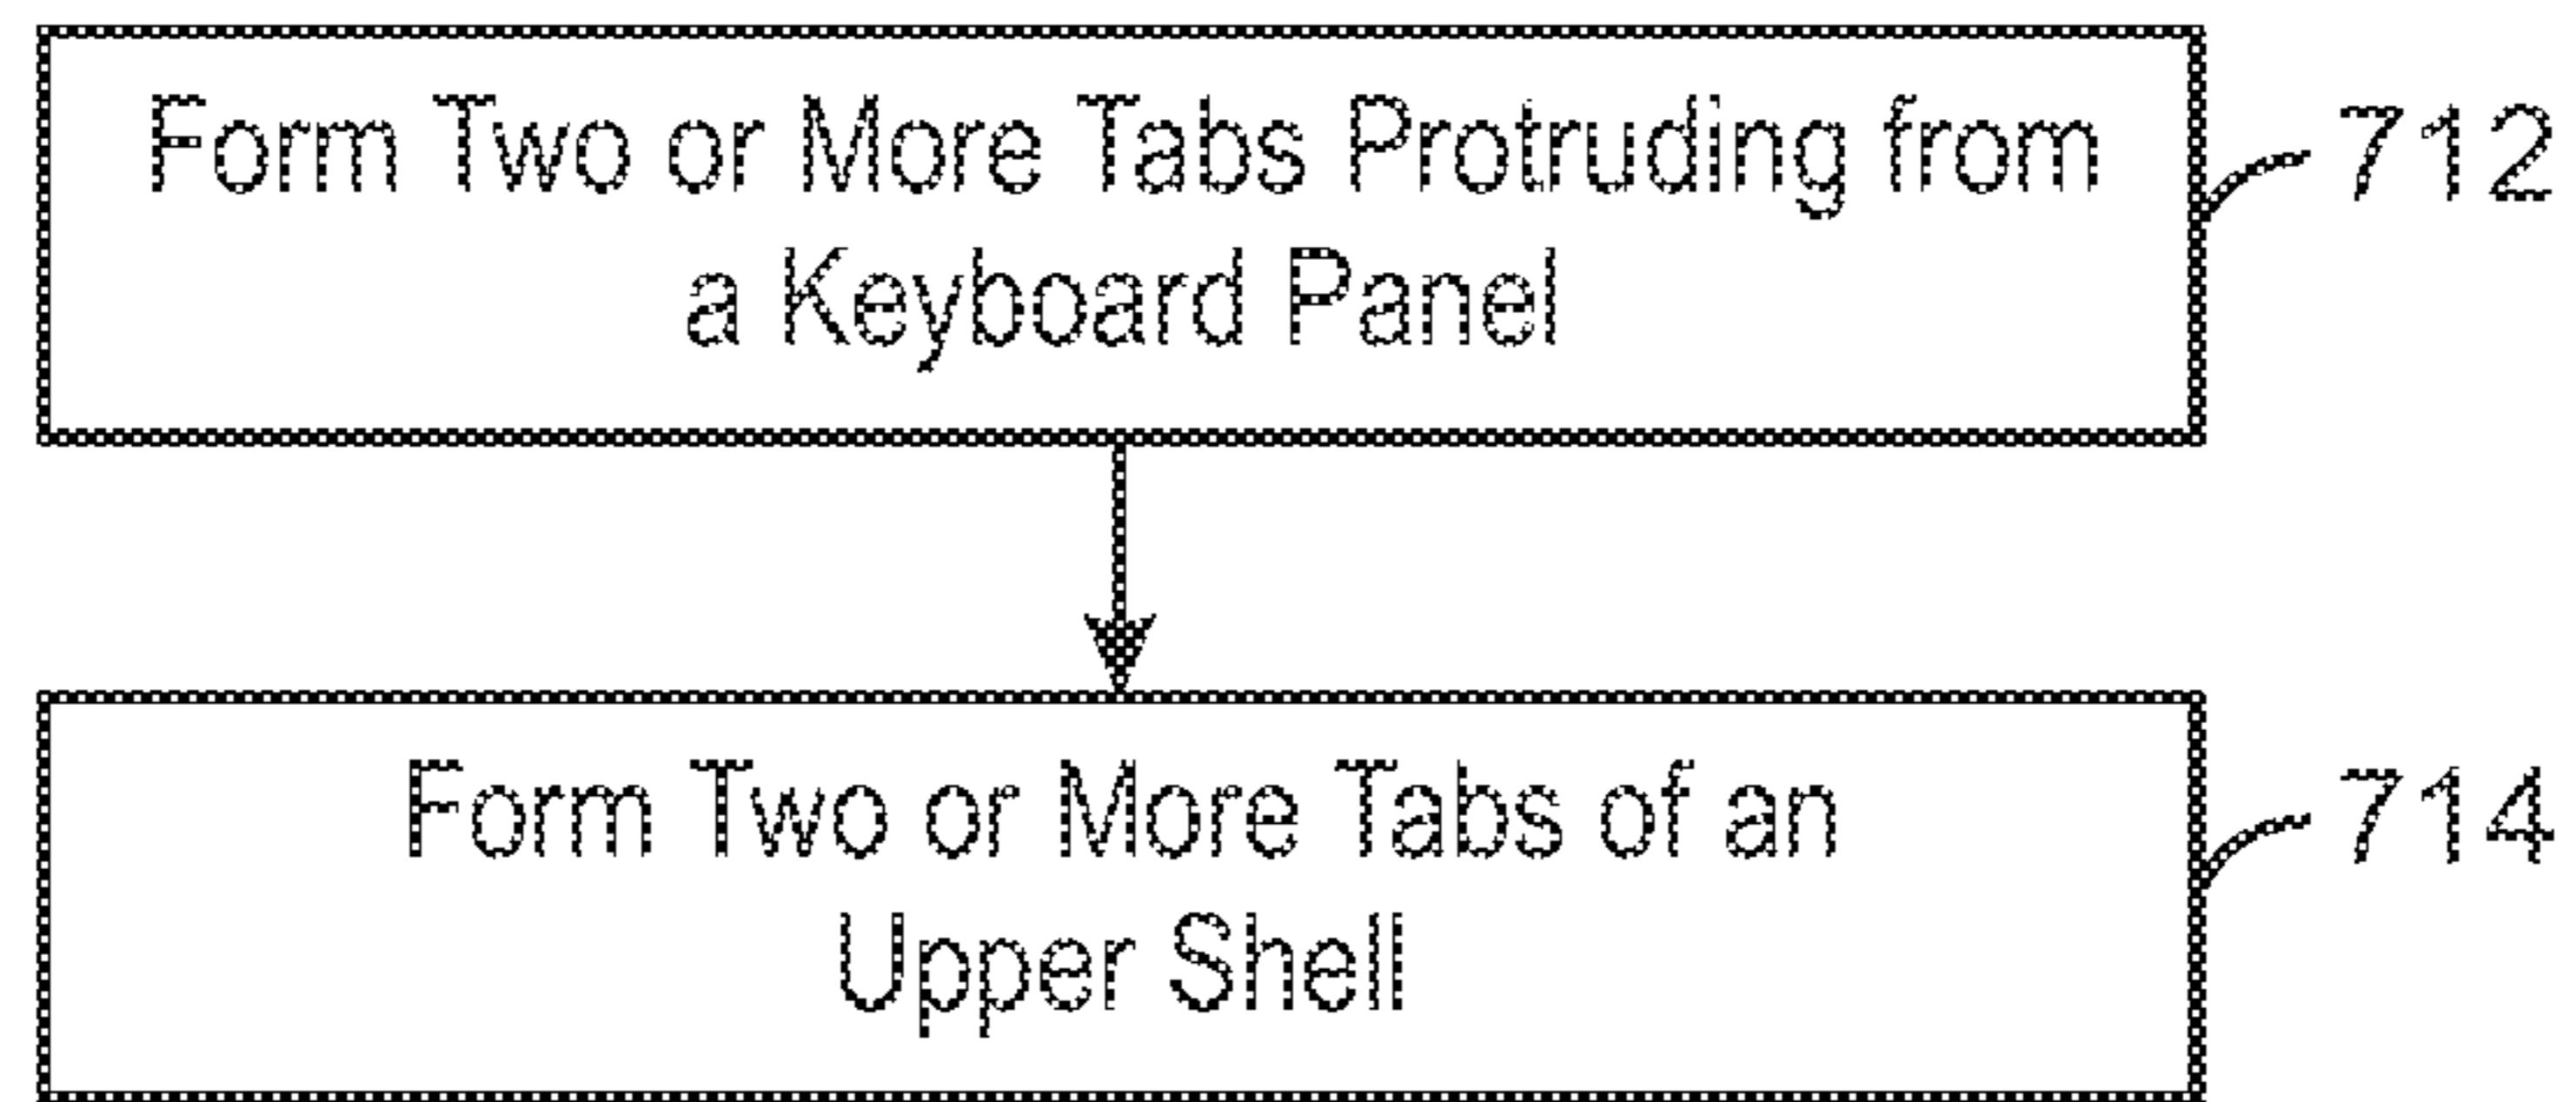 Form Two or More Tabs Protruding from
a Keyboard Panel
712
Form Two or More Tabs of an
Upper Shell
714